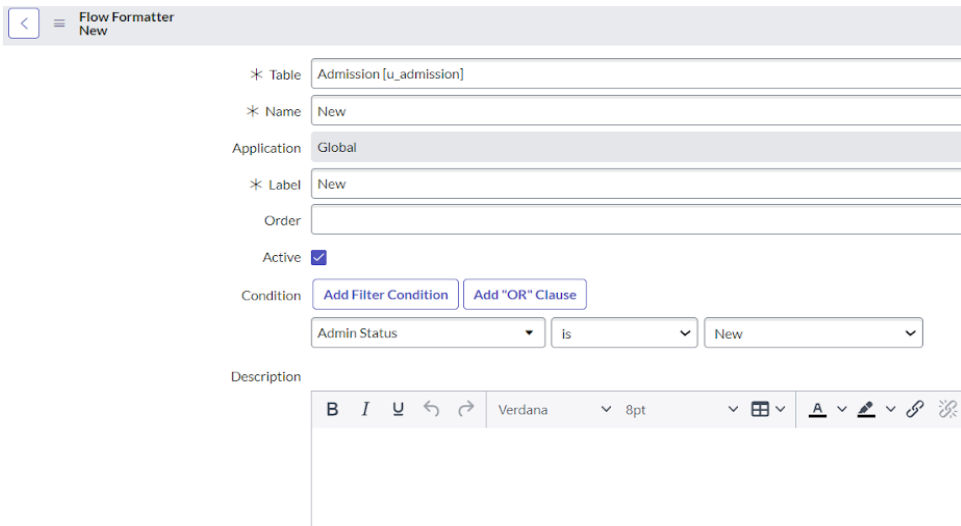 Flow Formatter
New
* Table Admission [u_admission]
* Name New
Application Global
* Label New
Order
Active
Condition Add Filter Condition Add "OR" Clause
Admin Status is New
Description
B I U Verdana 8pt A